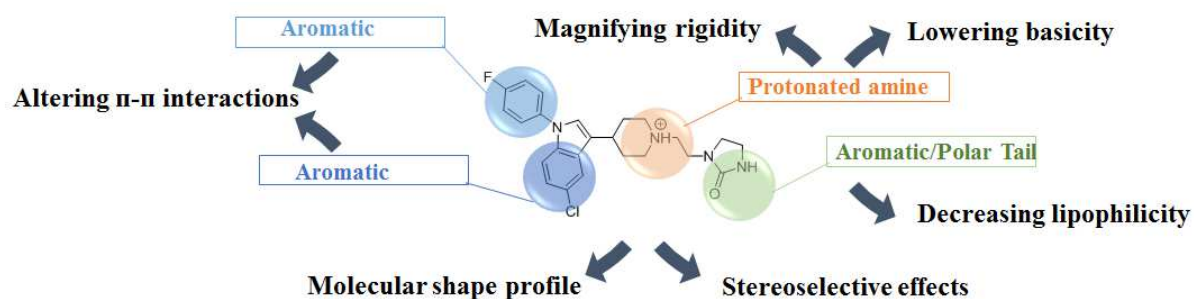 Aromatic
Magnifying rigidity
Lowering basicity
Altering π-π interactions
Protonated amine
F
N
NH
⊕
N
NH
O
Aromatic/Polar Tail
Aromatic
Cl
Decreasing lipophilicity
Molecular shape profile
Stereoselective effects